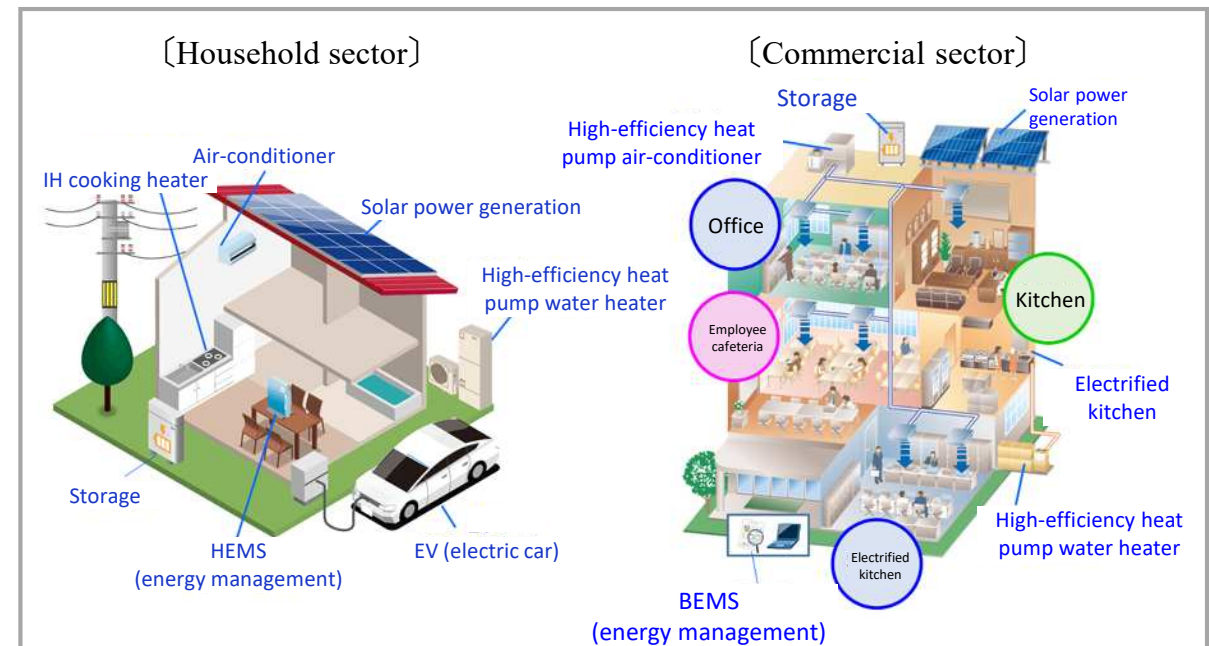 〔Household sector〕
Air-conditioner
IH cooking heater
Solar power generation
High-efficiency heat
pump water heater
Storage
HEMS
(energy management)
EV (electric car)
〔Commercial sector〕
Storage
Solar power
generation
High-efficiency heat
pump air-conditioner
Office
Kitchen
Employee
cafeteria
Electrified
kitchen
High-efficiency heat
pump water heater
Electrified
kitchen
BEMS
(energy management)